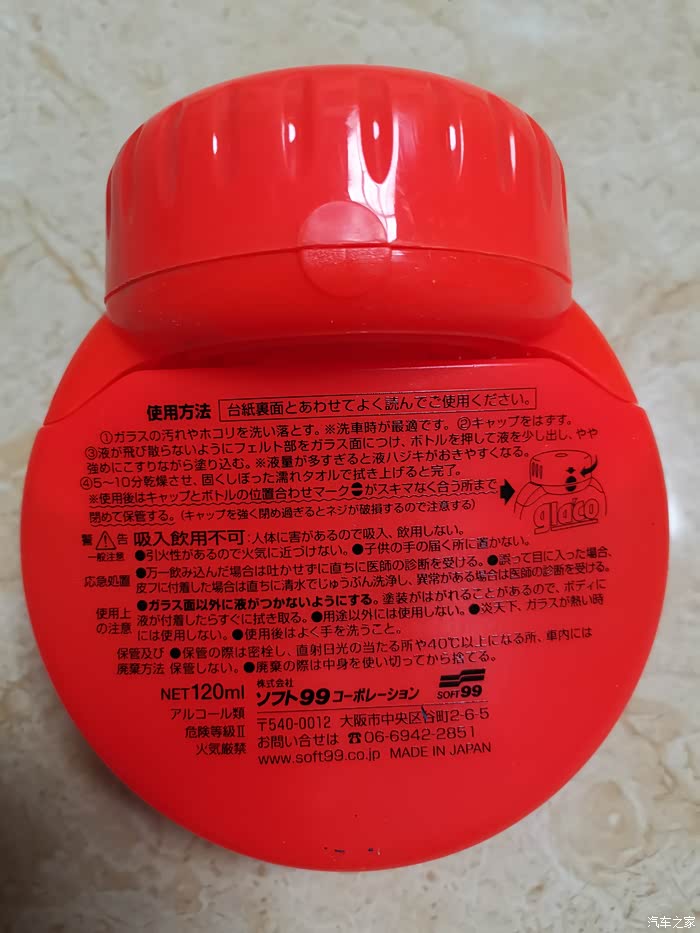 使用方法 台紙裏面とあわせてよく読んでご使用ください。
①ガラスの汚れやホコリを洗い落とす。※洗車時が最適です。②キャップをはずす。
③液が飛び散らないようにフェルト部をガラス面につけ、ボトルを押して液を少し出し、やや
強めにこすりながら塗り込む。※液量が多すぎると液ハジキがおきやすくなる。
④5~10分乾燥させ、固くしぼった濡れタオルで拭き上げると完了。
※使用後はキャップとボトルの位置合わせマークがスキマなく合う所まで
閉めて保管する。(キャップを強く閉め過ぎるとネジが破損するので注意する)
glaco
警告 吸入飲用不可:人体に害があるので吸入、飲用しない。
一般注意 ●引火性があるので火気に近づけない。●子供の手の届く所に置かない。
応急処置 ●万一飲み込んだ場合は吐かせずに直ちに医師の診断を受ける。●誤って目に入った場合、
皮フに付着した場合は直ちに清水でじゅうぶん洗浄し、異常がある場合は医師の診断を受ける。
使用上の注意 ●ガラス面以外に液がつかないようにする。塗装がはがれることがあるので、ボディに
液が付着したらすぐに拭き取る。●用途以外には使用しない。●炎天下、ガラスが熱い時
には使用しない。●使用後はよく手を洗うこと。
保管及び廃棄方法 ●保管の際は密栓し、直射日光の当たる所や40℃以上になる所、車内には
保管しない。●廃棄の際は中身を使い切ってから捨てる。
NET120ml
アルコール類
危険等級Ⅱ
火気厳禁
株式会社
ソフト99コーポレーション
SOFT99
〒540-0012 大阪市中央区谷町2-6-5
お問い合せは ☎06-6942-2851
www.soft99.co.jp MADE IN JAPAN
汽车之家